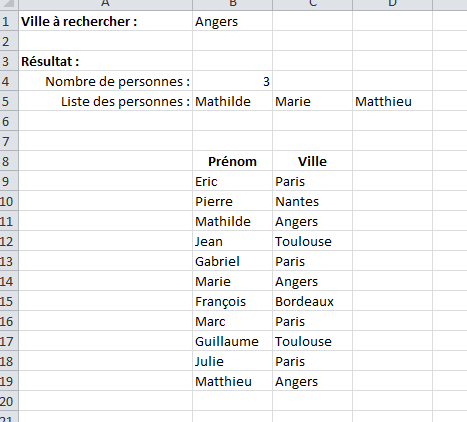 A B C D
1 Ville à rechercher : Angers
2
3 Résultat :
4 Nombre de personnes : 3
5 Liste des personnes : Mathilde Marie Matthieu
6
7
8 Prénom Ville
9 Eric Paris
10 Pierre Nantes
11 Mathilde Angers
12 Jean Toulouse
13 Gabriel Paris
14 Marie Angers
15 François Bordeaux
16 Marc Paris
17 Guillaume Toulouse
18 Julie Paris
19 Matthieu Angers
20
21